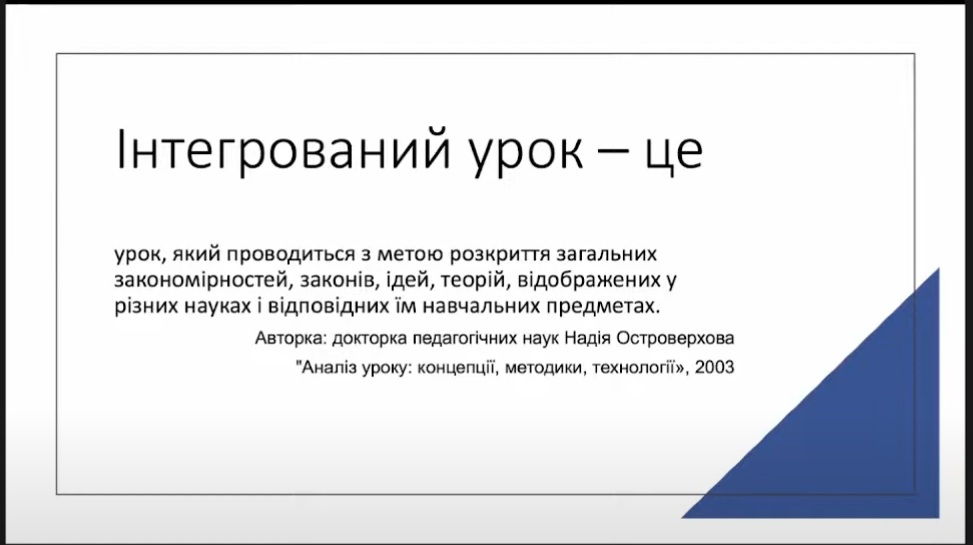 Інтегрований урок – це
урок, який проводиться з метою розкриття загальних
закономірностей, законів, ідей, теорій, відображених у
різних науках і відповідних їм навчальних предметах.
Авторка: докторка педагогічних наук Надія Островерхова
"Аналіз уроку: концепції, методики, технології», 2003